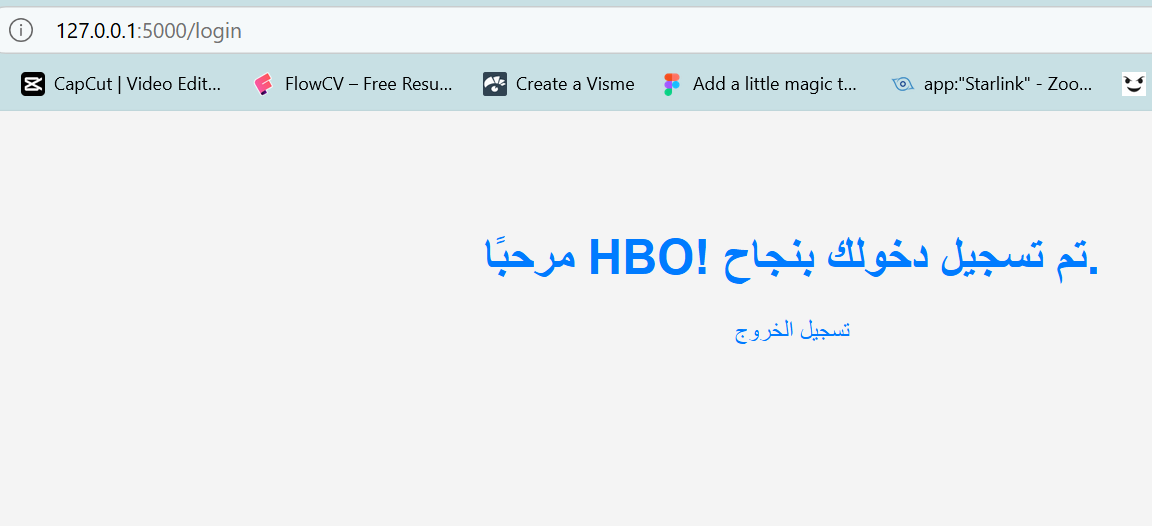 127.0.0.1:5000/login
CapCut | Video Edit... FlowCV – Free Resu... Create a Visme Add a little magic t... app:"Starlink" - Zoo...
مرحبًا HBO! تم تسجيل دخولك بنجاح.
تسجيل الخروج